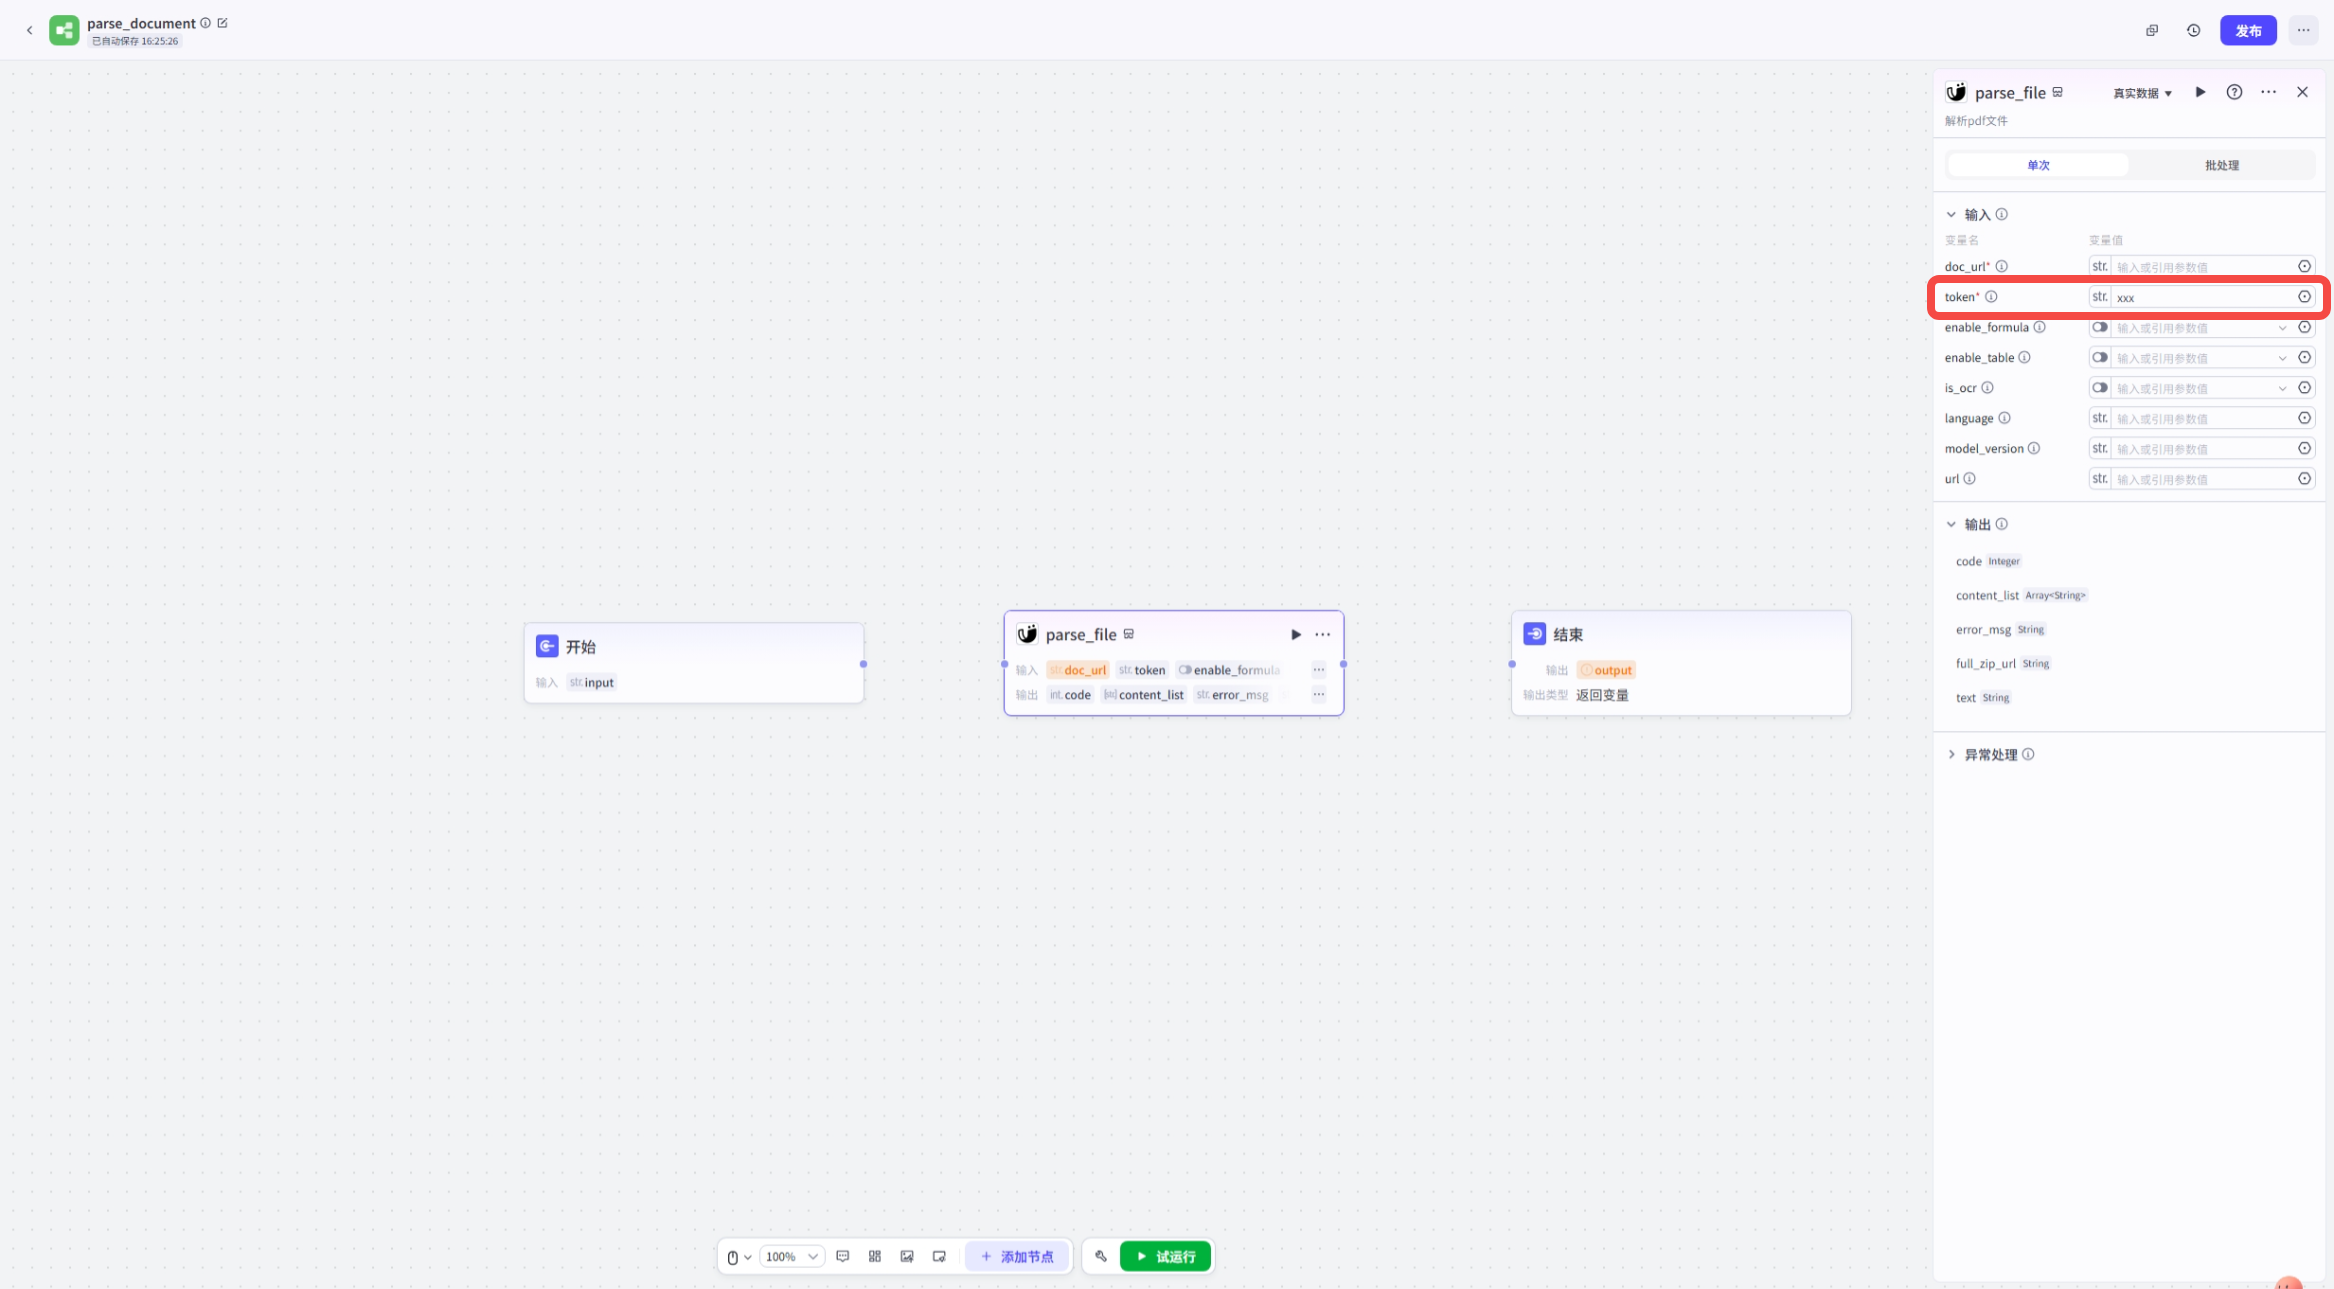 parse_document
已自动保存 16:25:26
发布
parse_file
真实数据
解析pdf文件
单次 批处理
输入
变量名 变量值
doc_url* str. 输入或引用参数值
token* str. xxx
enable_formula 输入或引用参数值
enable_table 输入或引用参数值
is_ocr 输入或引用参数值
language str. 输入或引用参数值
model_version str. 输入或引用参数值
url str. 输入或引用参数值
输出
code Integer
content_list Array<String>
error_msg String
full_zip_url String
text String
异常处理
开始
输入 str. input
parse_file
输入 str. doc_url str. token enable_formula
输出 int. code content_list str. error_msg
结束
输出 output
输出类型 返回变量
100%
+ 添加节点
试运行